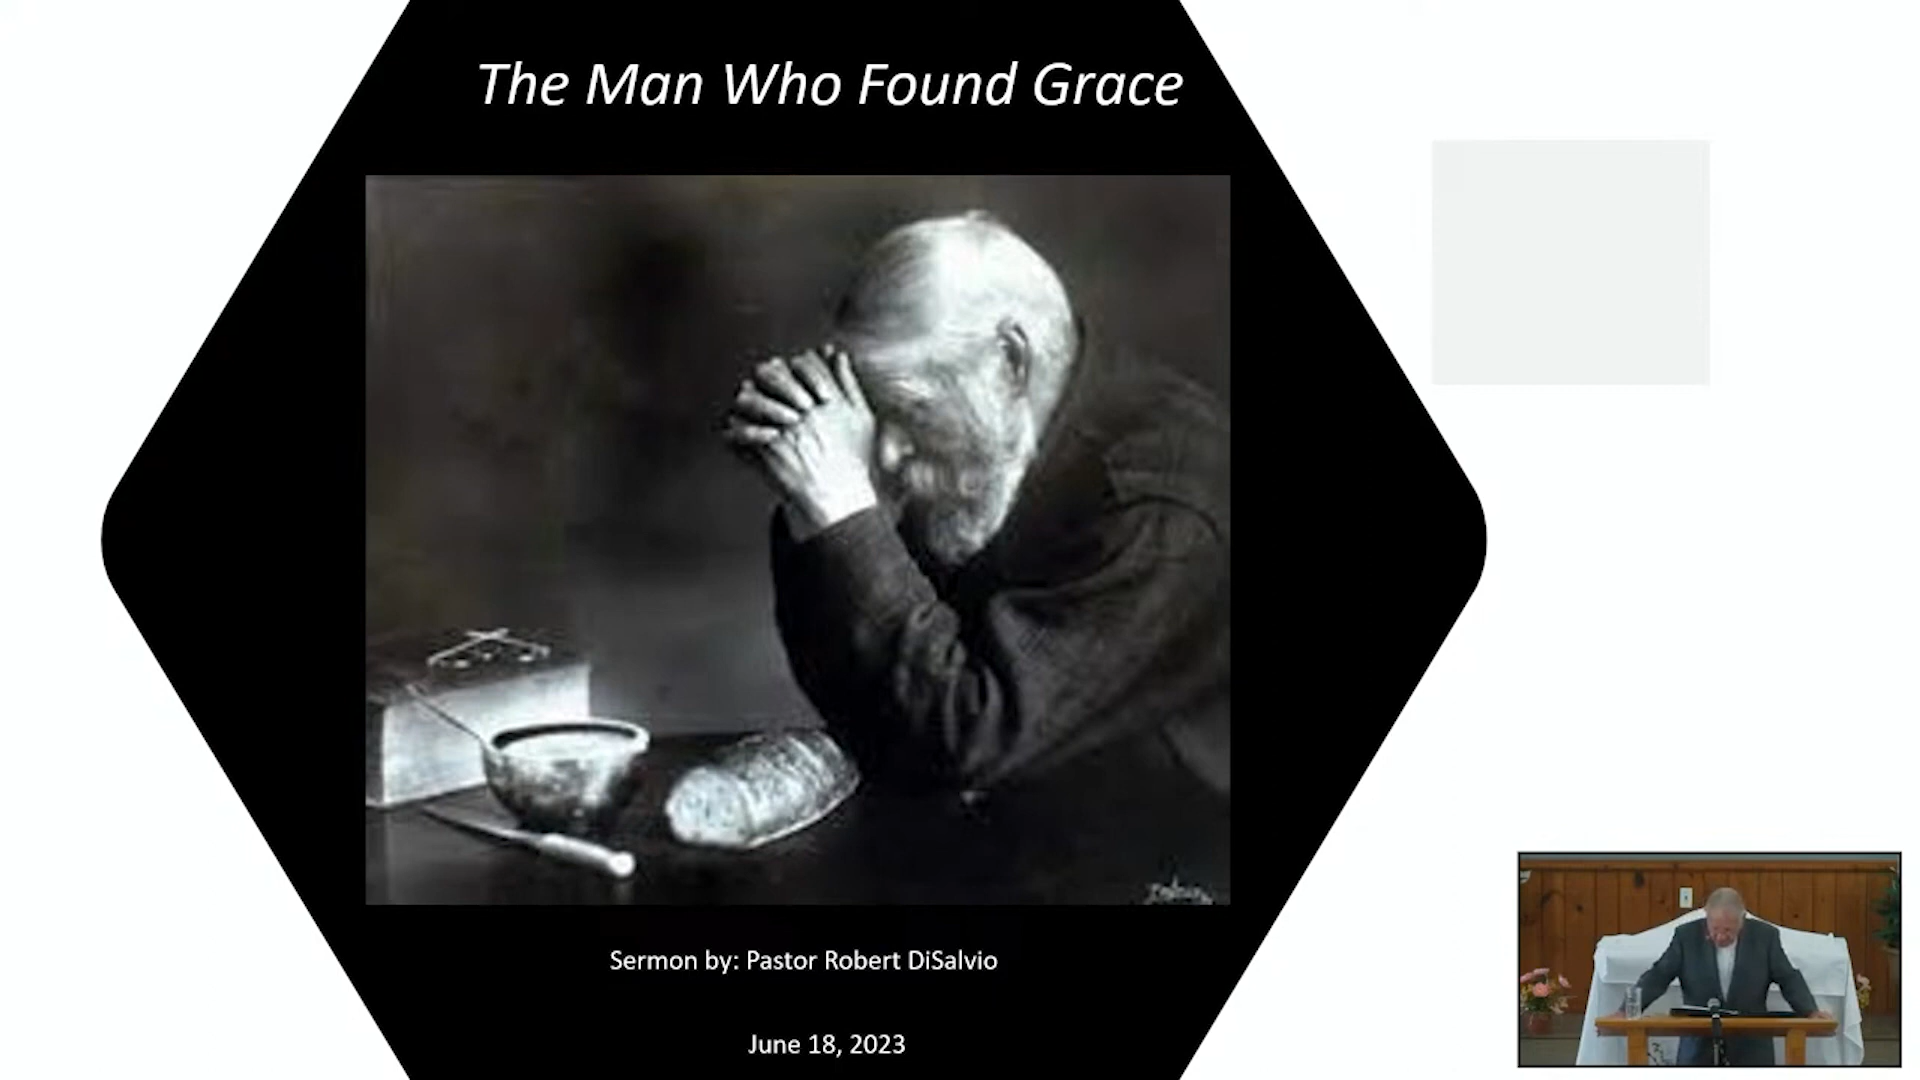 The Man Who Found Grace
Sermon by: Pastor Robert DiSalvio
June 18, 2023